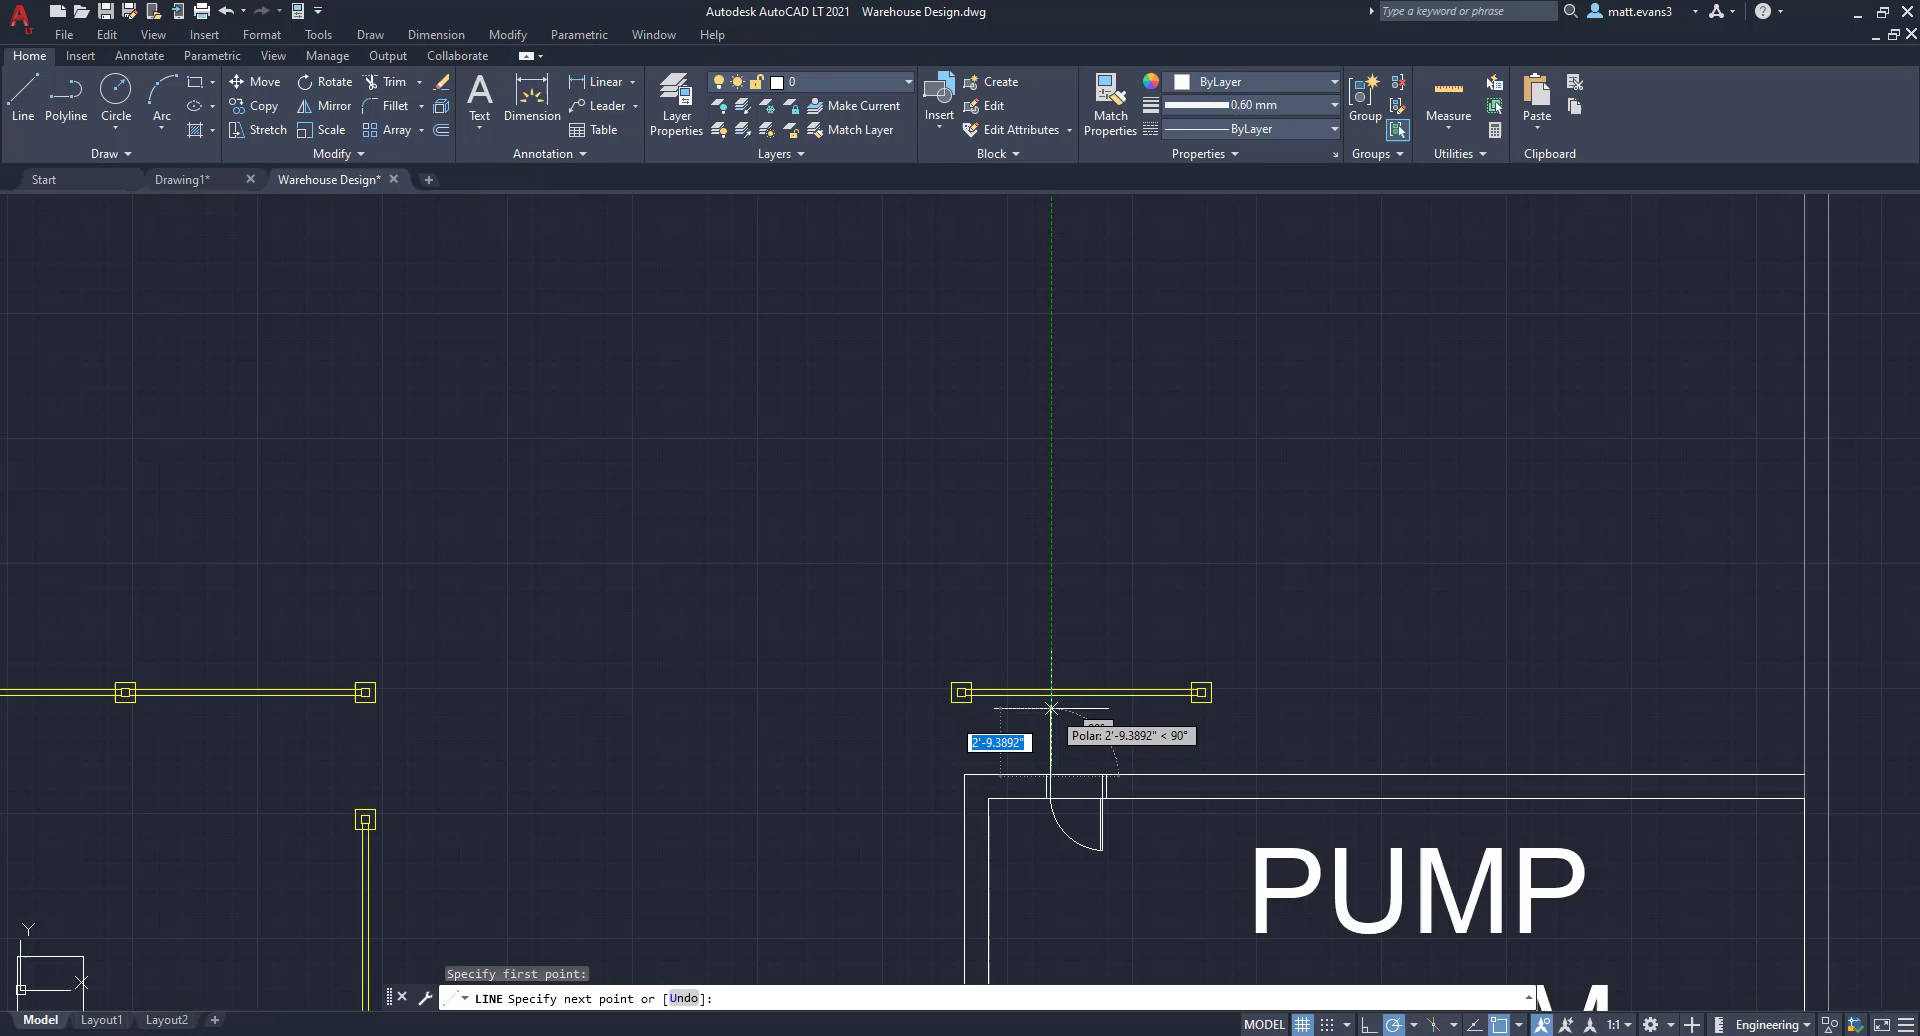 Autodesk AutoCAD LT 2021 Warehouse Design.dwg
Type a keyword or phrase
matt.evans3
File Edit View Insert Format Tools Draw Dimension Modify Parametric Window Help
Home Insert Annotate Parametric View Manage Output Collaborate
Line Polyline Circle Arc
Move Rotate Trim
Copy Mirror Fillet
Stretch Scale Array
Text Dimension
Linear
Leader
Table
Layer Properties
0
Make Current
Match Layer
Insert
Create
Edit
Edit Attributes
Match Properties
ByLayer
0.60 mm
ByLayer
Group
Measure
Paste
Draw Modify Annotation Layers Block Properties Groups Utilities Clipboard
Start Drawing1* Warehouse Design*
2'-9.3892"
Polar: 2'-9.3892" < 90°
PUMP
Y
X
Specify first point:
LINE Specify next point or [Undo]:
Model Layout1 Layout2
MODEL 1:1 Engineering